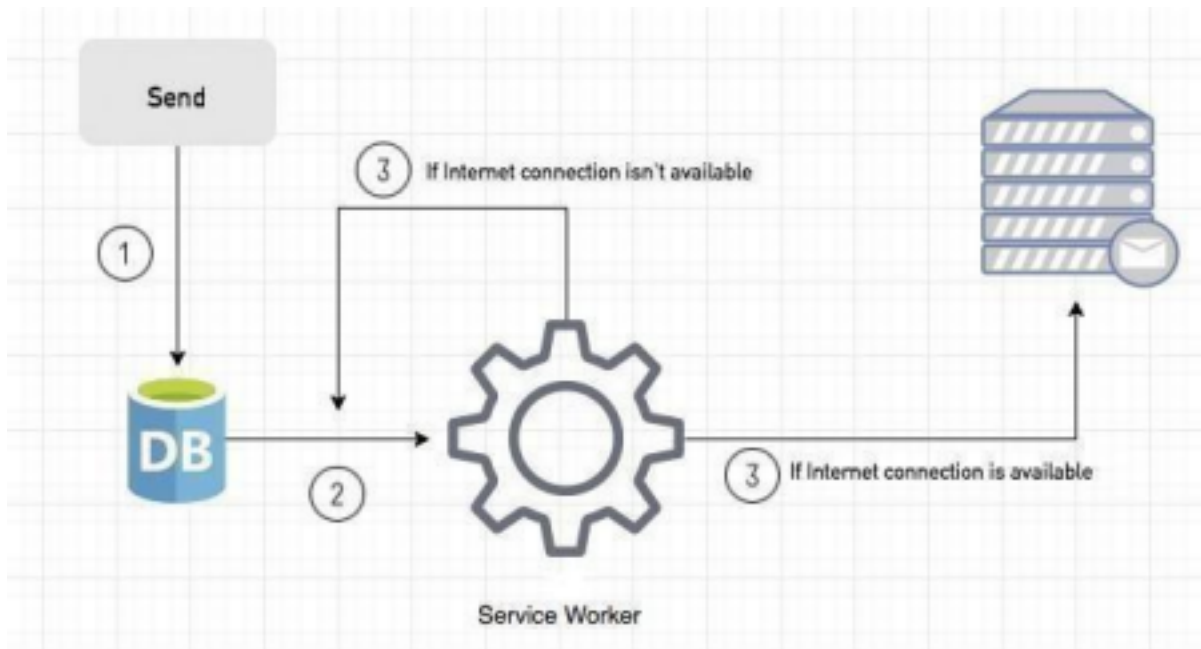 Send
3 If Internet connection isn't available
1
DB
2
3 If Internet connection is available
Service Worker